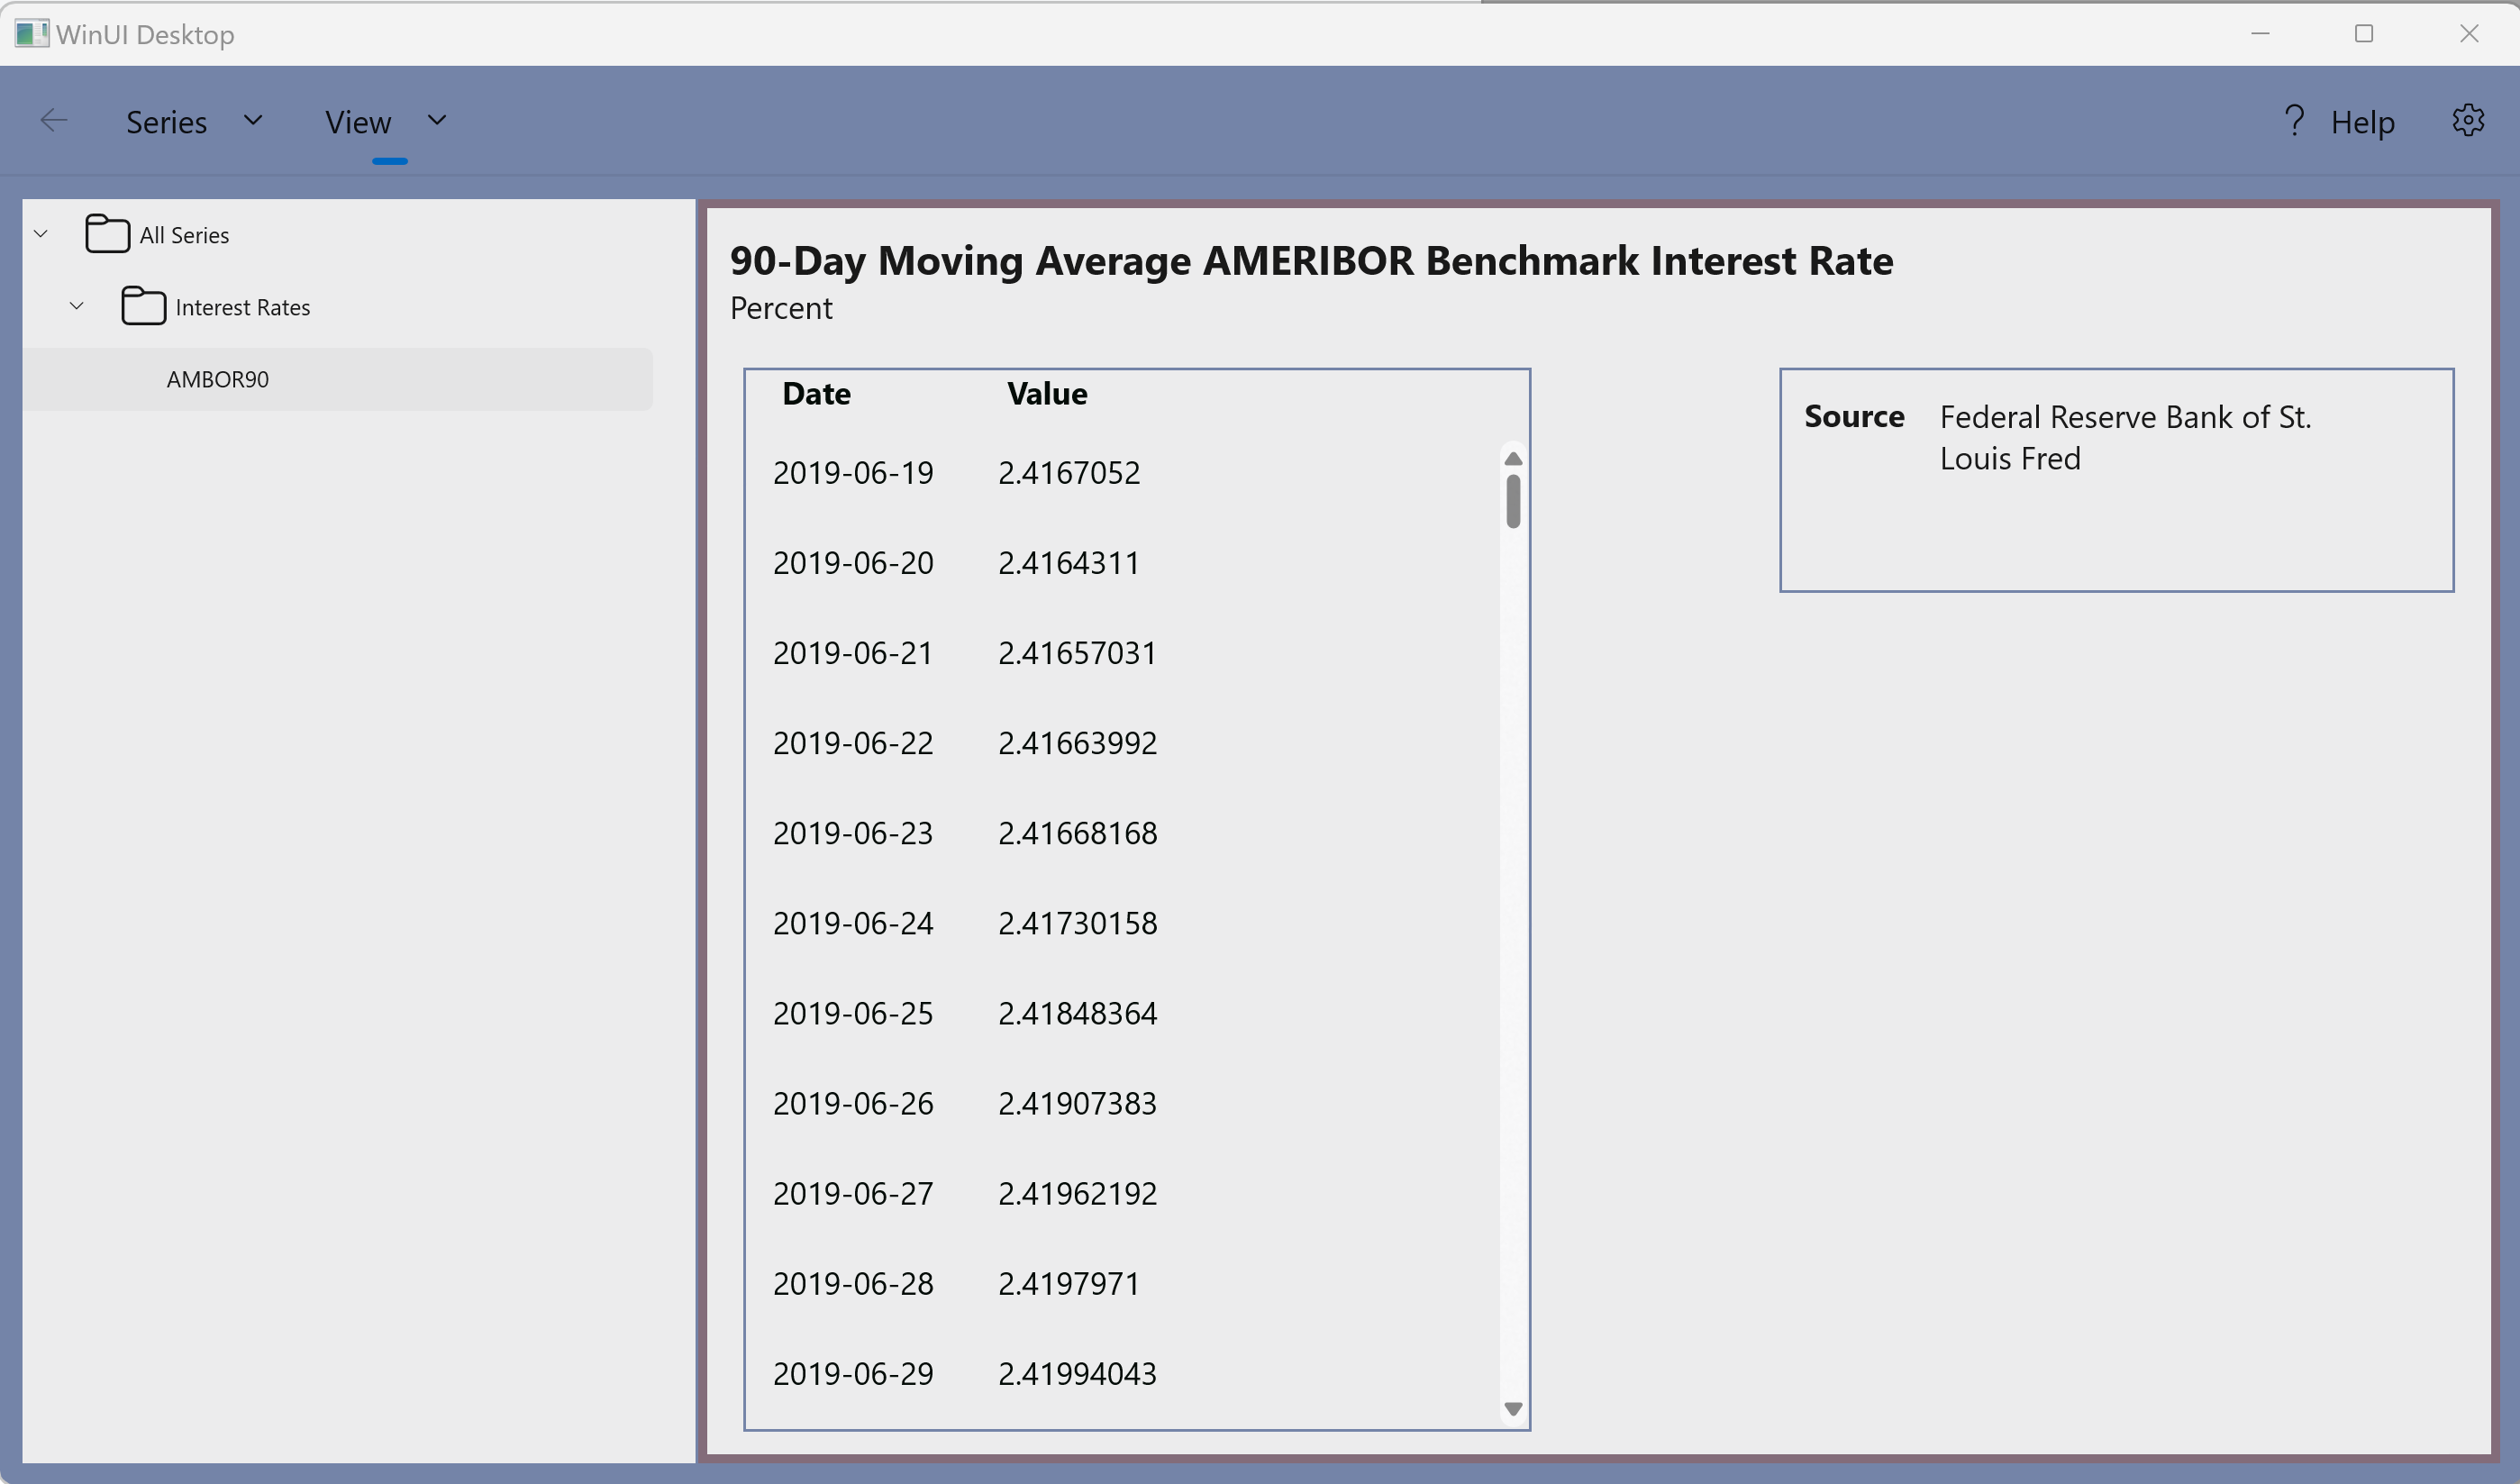 WinUI Desktop
Series View ? Help
All Series
Interest Rates
AMBOR90
90-Day Moving Average AMERIBOR Benchmark Interest Rate
Percent
Date Value
2019-06-19 2.4167052
2019-06-20 2.4164311
2019-06-21 2.41657031
2019-06-22 2.41663992
2019-06-23 2.41668168
2019-06-24 2.41730158
2019-06-25 2.41848364
2019-06-26 2.41907383
2019-06-27 2.41962192
2019-06-28 2.4197971
2019-06-29 2.41994043
Source Federal Reserve Bank of St.
Louis Fred